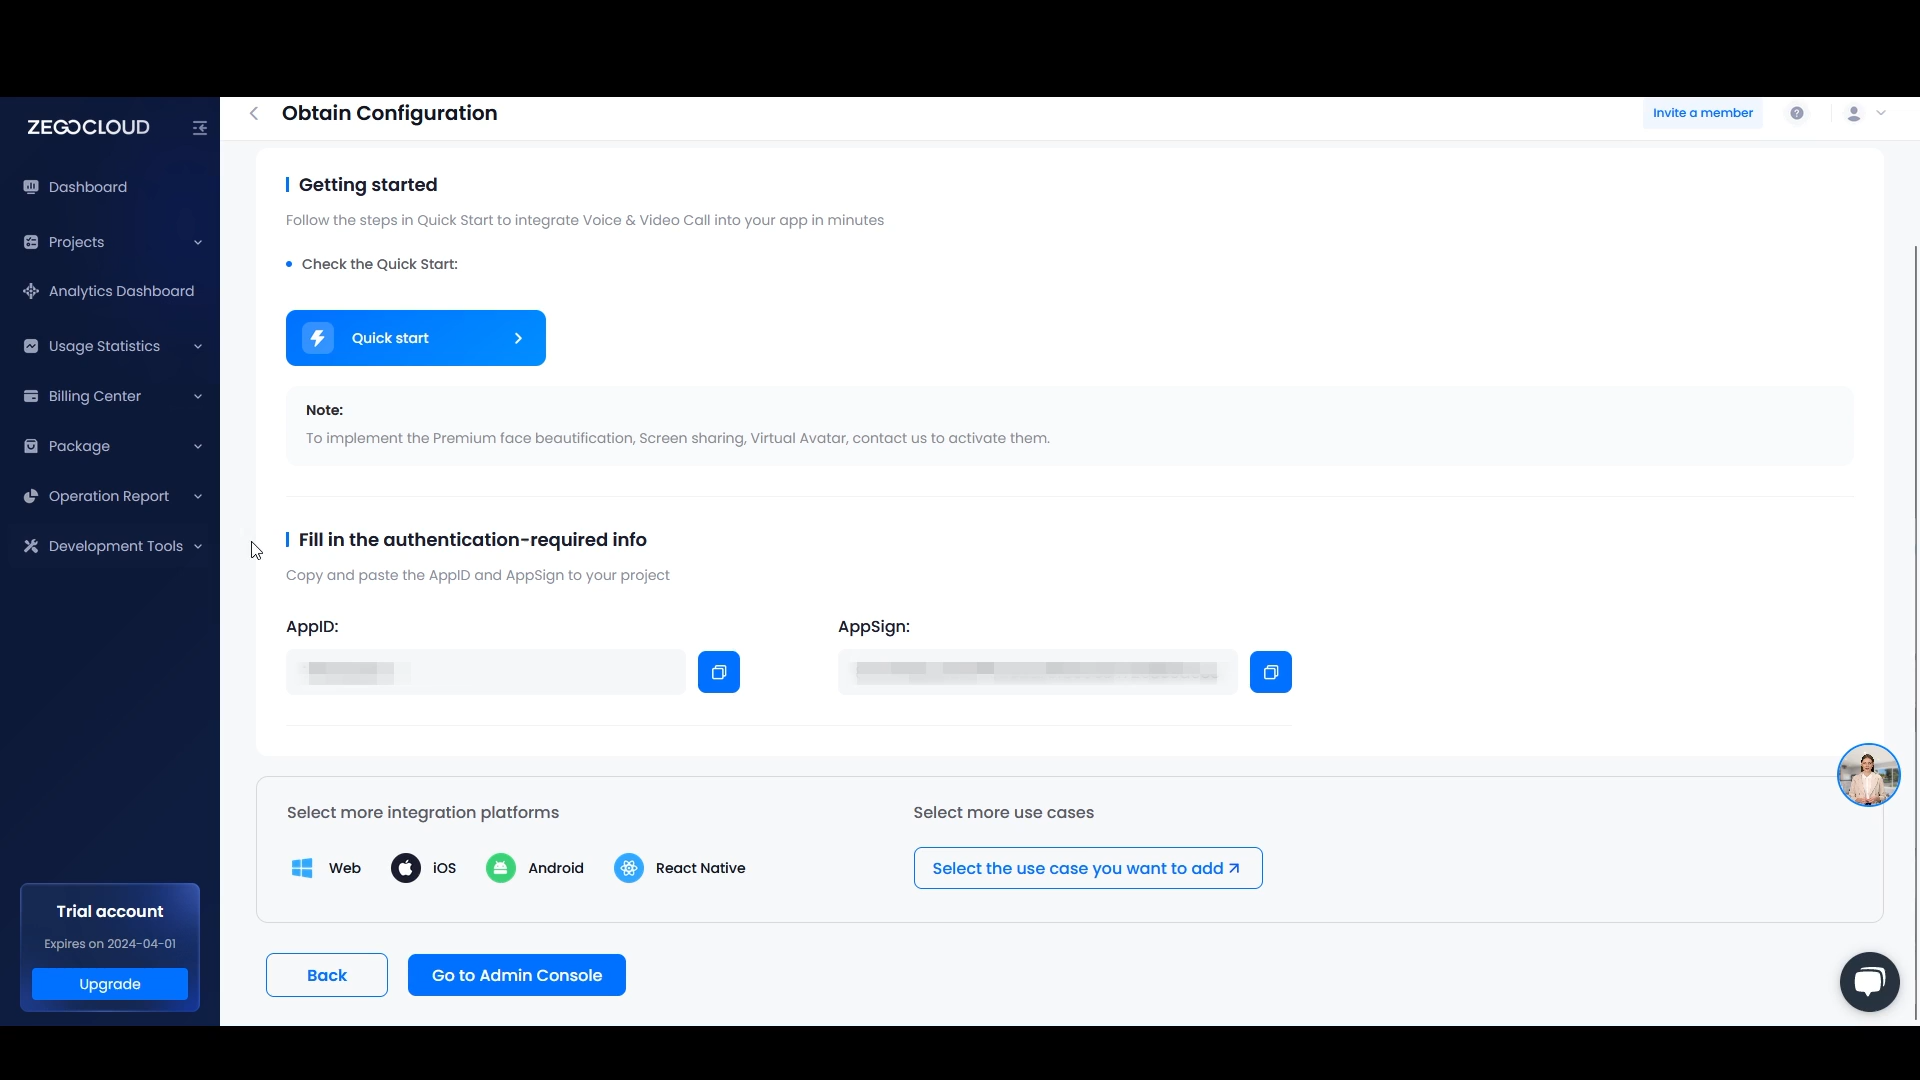 ZEGOCLOUD
Dashboard
Projects
Analytics Dashboard
Usage Statistics
Billing Center
Package
Operation Report
Development Tools
Trial account
Expires on 2024-04-01
Upgrade
Obtain Configuration
Invite a member
Getting started
Follow the steps in Quick Start to integrate Voice & Video Call into your app in minutes
Check the Quick Start:
Quick start
Note:
To implement the Premium face beautification, Screen sharing, Virtual Avatar, contact us to activate them.
Fill in the authentication-required info
Copy and paste the AppID and AppSign to your project
AppID:
AppSign:
Select more integration platforms
Web
iOS
Android
React Native
Select more use cases
Select the use case you want to add
Back
Go to Admin Console